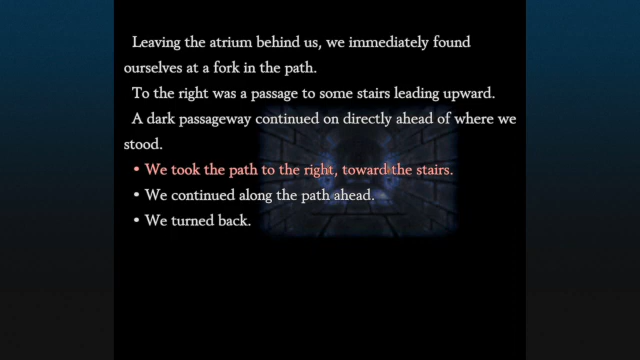 Leaving the atrium behind us, we immediately found
ourselves at a fork in the path.
To the right was a passage to some stairs leading upward.
A dark passageway continued on directly ahead of where we
stood.
• We took the path to the right, toward the stairs.
• We continued along the path ahead.
• We turned back.